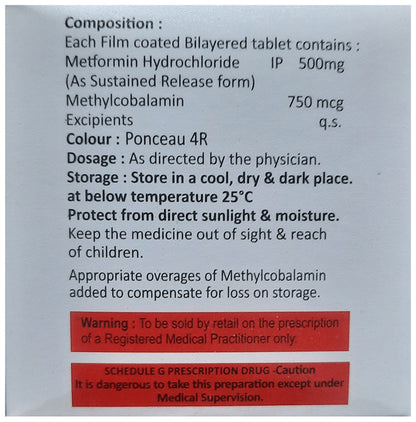 Composition :
Each Film coated Bilayered tablet contains :
Metformin Hydrochloride IP 500mg
(As Sustained Release form)
Methylcobalamin 750 mcg
Excipients q.s.
Colour : Ponceau 4R
Dosage : As directed by the physician.
Storage : Store in a cool, dry & dark place.
at below temperature 25°C
Protect from direct sunlight & moisture.
Keep the medicine out of sight & reach
of children.
Appropriate overages of Methylcobalamin
added to compensate for loss on storage.
Warning : To be sold by retail on the prescription
of a Registered Medical Practitioner only.
SCHEDULE G PRESCRIPTION DRUG -Caution
It is dangerous to take this preparation except under
Medical Supervision.